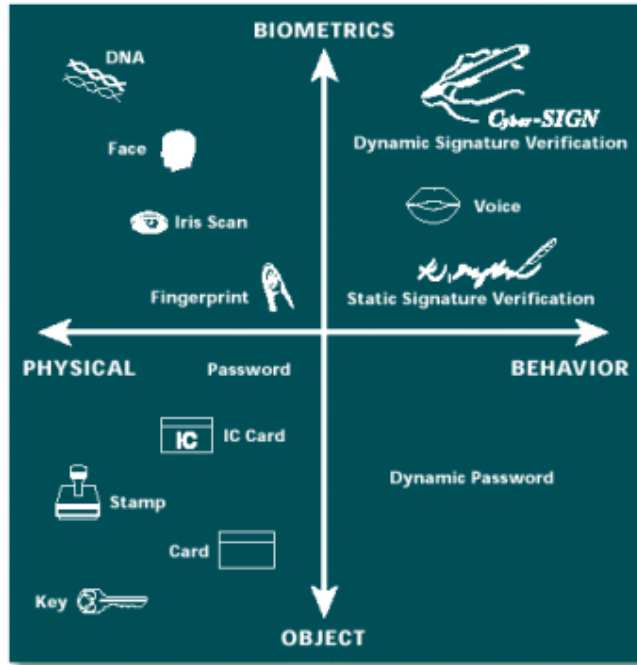 BIOMETRICS
DNA
Cyber-SIGN
Dynamic Signature Verification
Face
Voice
Iris Scan
Fingerprint
Static Signature Verification
PHYSICAL
BEHAVIOR
Password
IC
IC Card
Dynamic Password
Stamp
Card
Key
OBJECT